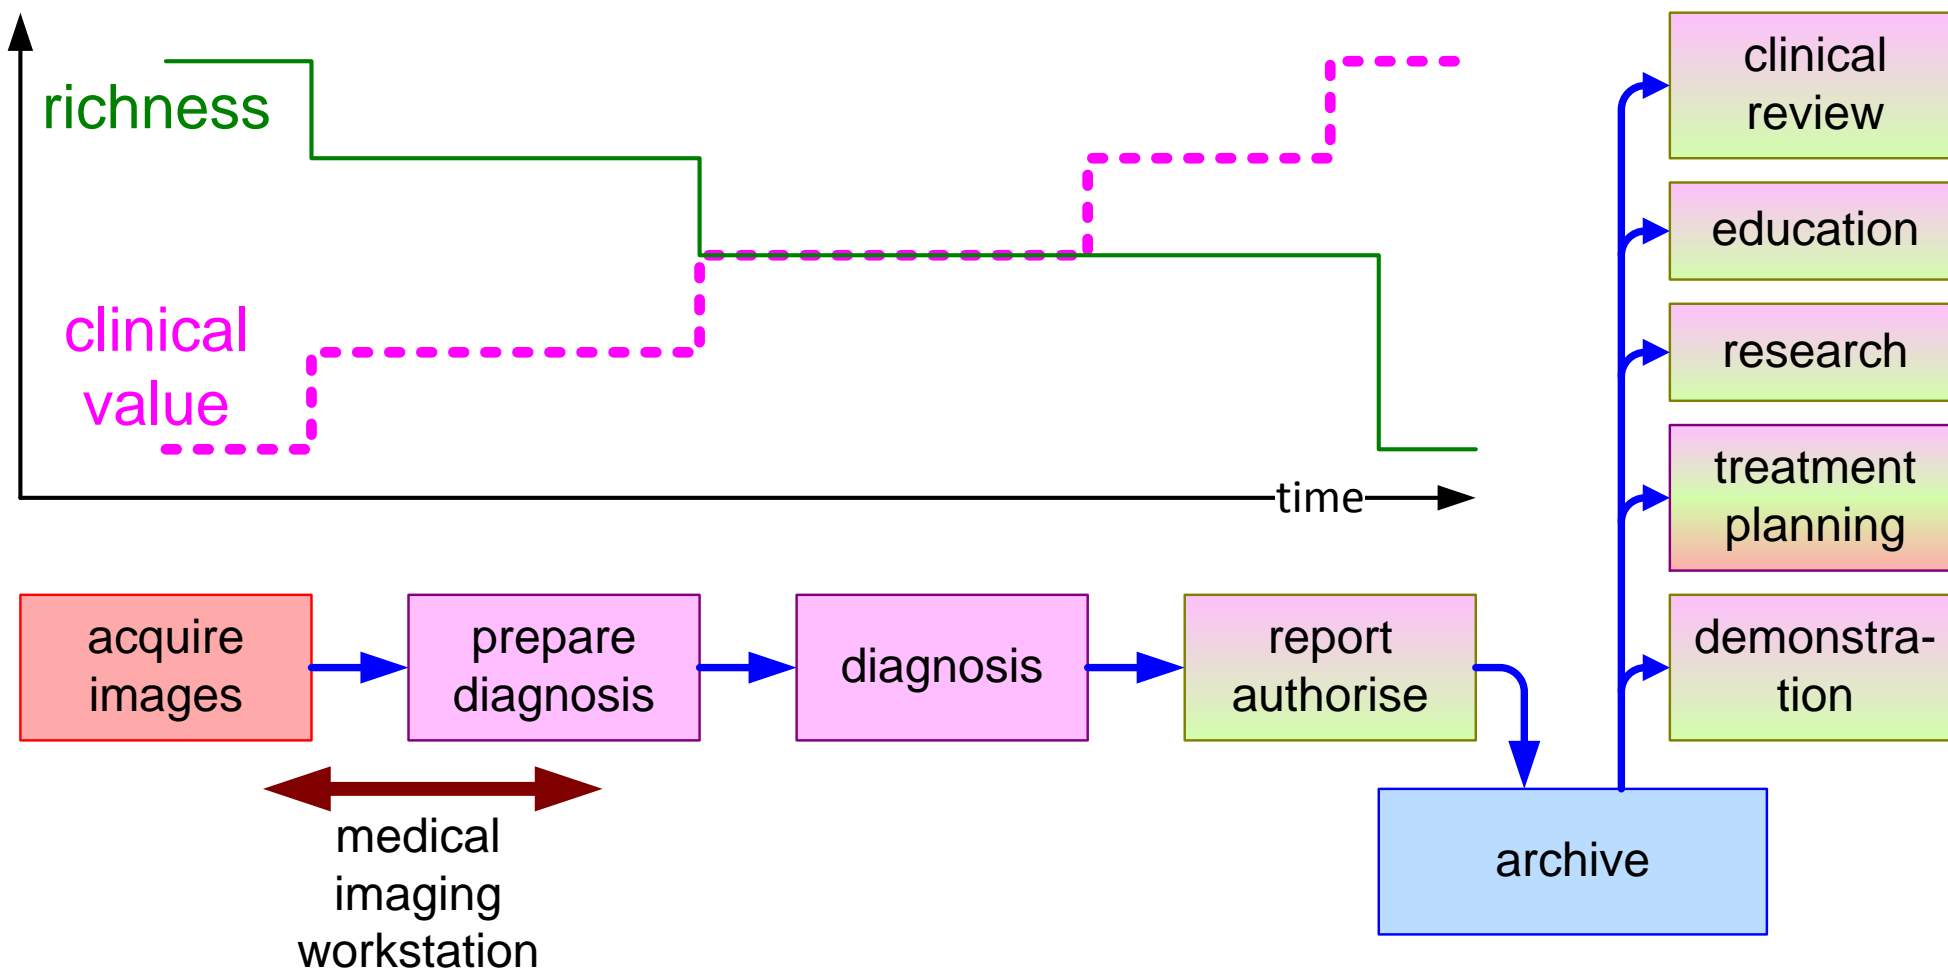 richness
clinical
value
time
acquire
images
prepare
diagnosis
diagnosis
report
authorise
medical
imaging
workstation
archive
clinical
review
education
research
treatment
planning
demonstra-
tion